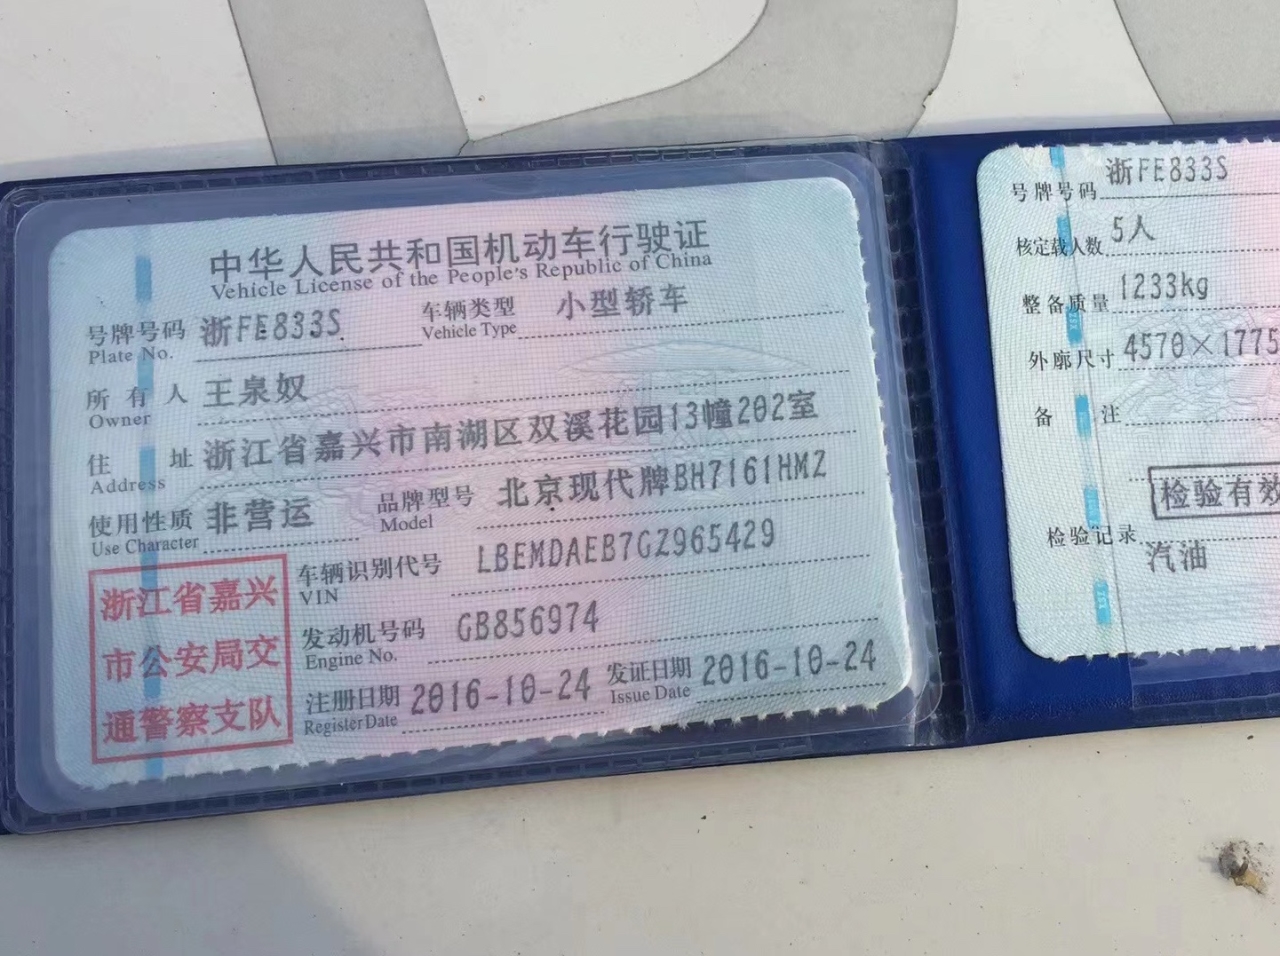 中华人民共和国机动车行驶证
Vehicle License of the People's Republic of China
号牌号码 浙FE833S 车辆类型 小型轿车
Plate No. Vehicle Type
所有人 王泉奴
Owner
住址 浙江省嘉兴市南湖区双溪花园13幢202室
Address
使用性质 非营运 品牌型号 北京现代牌BH7161HMZ
Use Character Model
车辆识别代号 LBEMDAEB7GZ965429
VIN
发动机号码 GB856974
Engine No.
注册日期 2016-10-24 发证日期 2016-10-24
Register Date Issue Date
浙江省嘉兴
市公安局交
通警察支队
号牌号码 浙FE833S
核定载人数 5人
整备质量 1233kg
外廓尺寸 4570×1775
备注
检验有效
检验记录
汽油